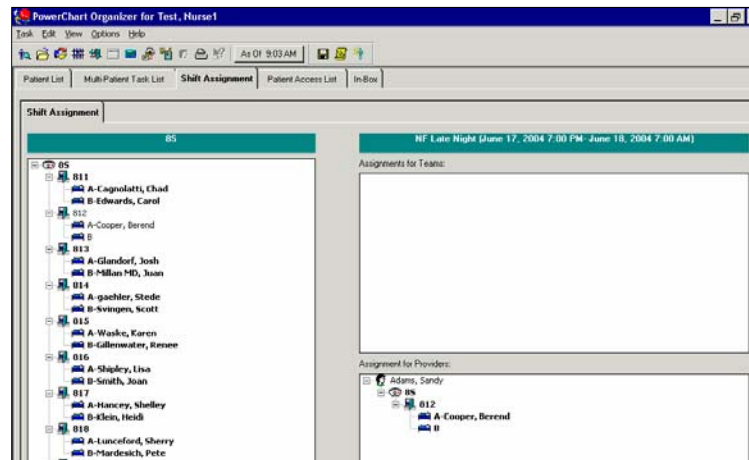 PowerChart Organizer for Test, Nurse1
Task Edit View Options Help
As Of 9:03 AM
Patient List Multi-Patient Task List Shift Assignment Patient Access List In-Box
Shift Assignment
8S
NF Late Night (June 17, 2004 7:00 PM- June 18, 2004 7:00 AM)
8S
811
A-Cagnolatti, Chad
B-Edwards, Carol
812
A-Cooper, Berend
B
813
A-Glandorf, Josh
B-Millan MD, Juan
814
A-gaehler, Stede
B-Svingen, Scott
815
A-Waske, Karen
B-Gillenwater, Renee
816
A-Shipley, Lisa
B-Smith, Joan
817
A-Hancey, Shelley
B-Klein, Heidi
818
A-Lunceford, Sherry
B-Mardesich, Pete
Assignments for Teams:
Assignment for Providers:
Adams, Sandy
8S
812
A-Cooper, Berend
B